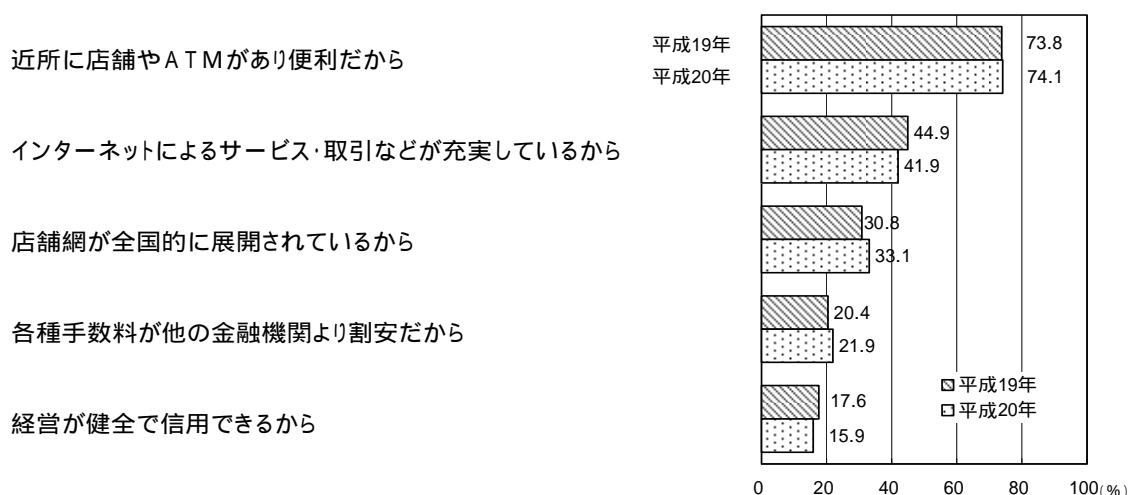 近所に店舗やＡＴＭがあり便利だから
平成19年
73.8
平成20年
74.1
インターネットによるサービス・取引などが充実しているから
44.9
41.9
店舗網が全国的に展開されているから
30.8
33.1
各種手数料が他の金融機関より割安だから
20.4
21.9
経営が健全で信用できるから
17.6
15.9
平成19年
平成20年
0 20 40 60 80 100(%)